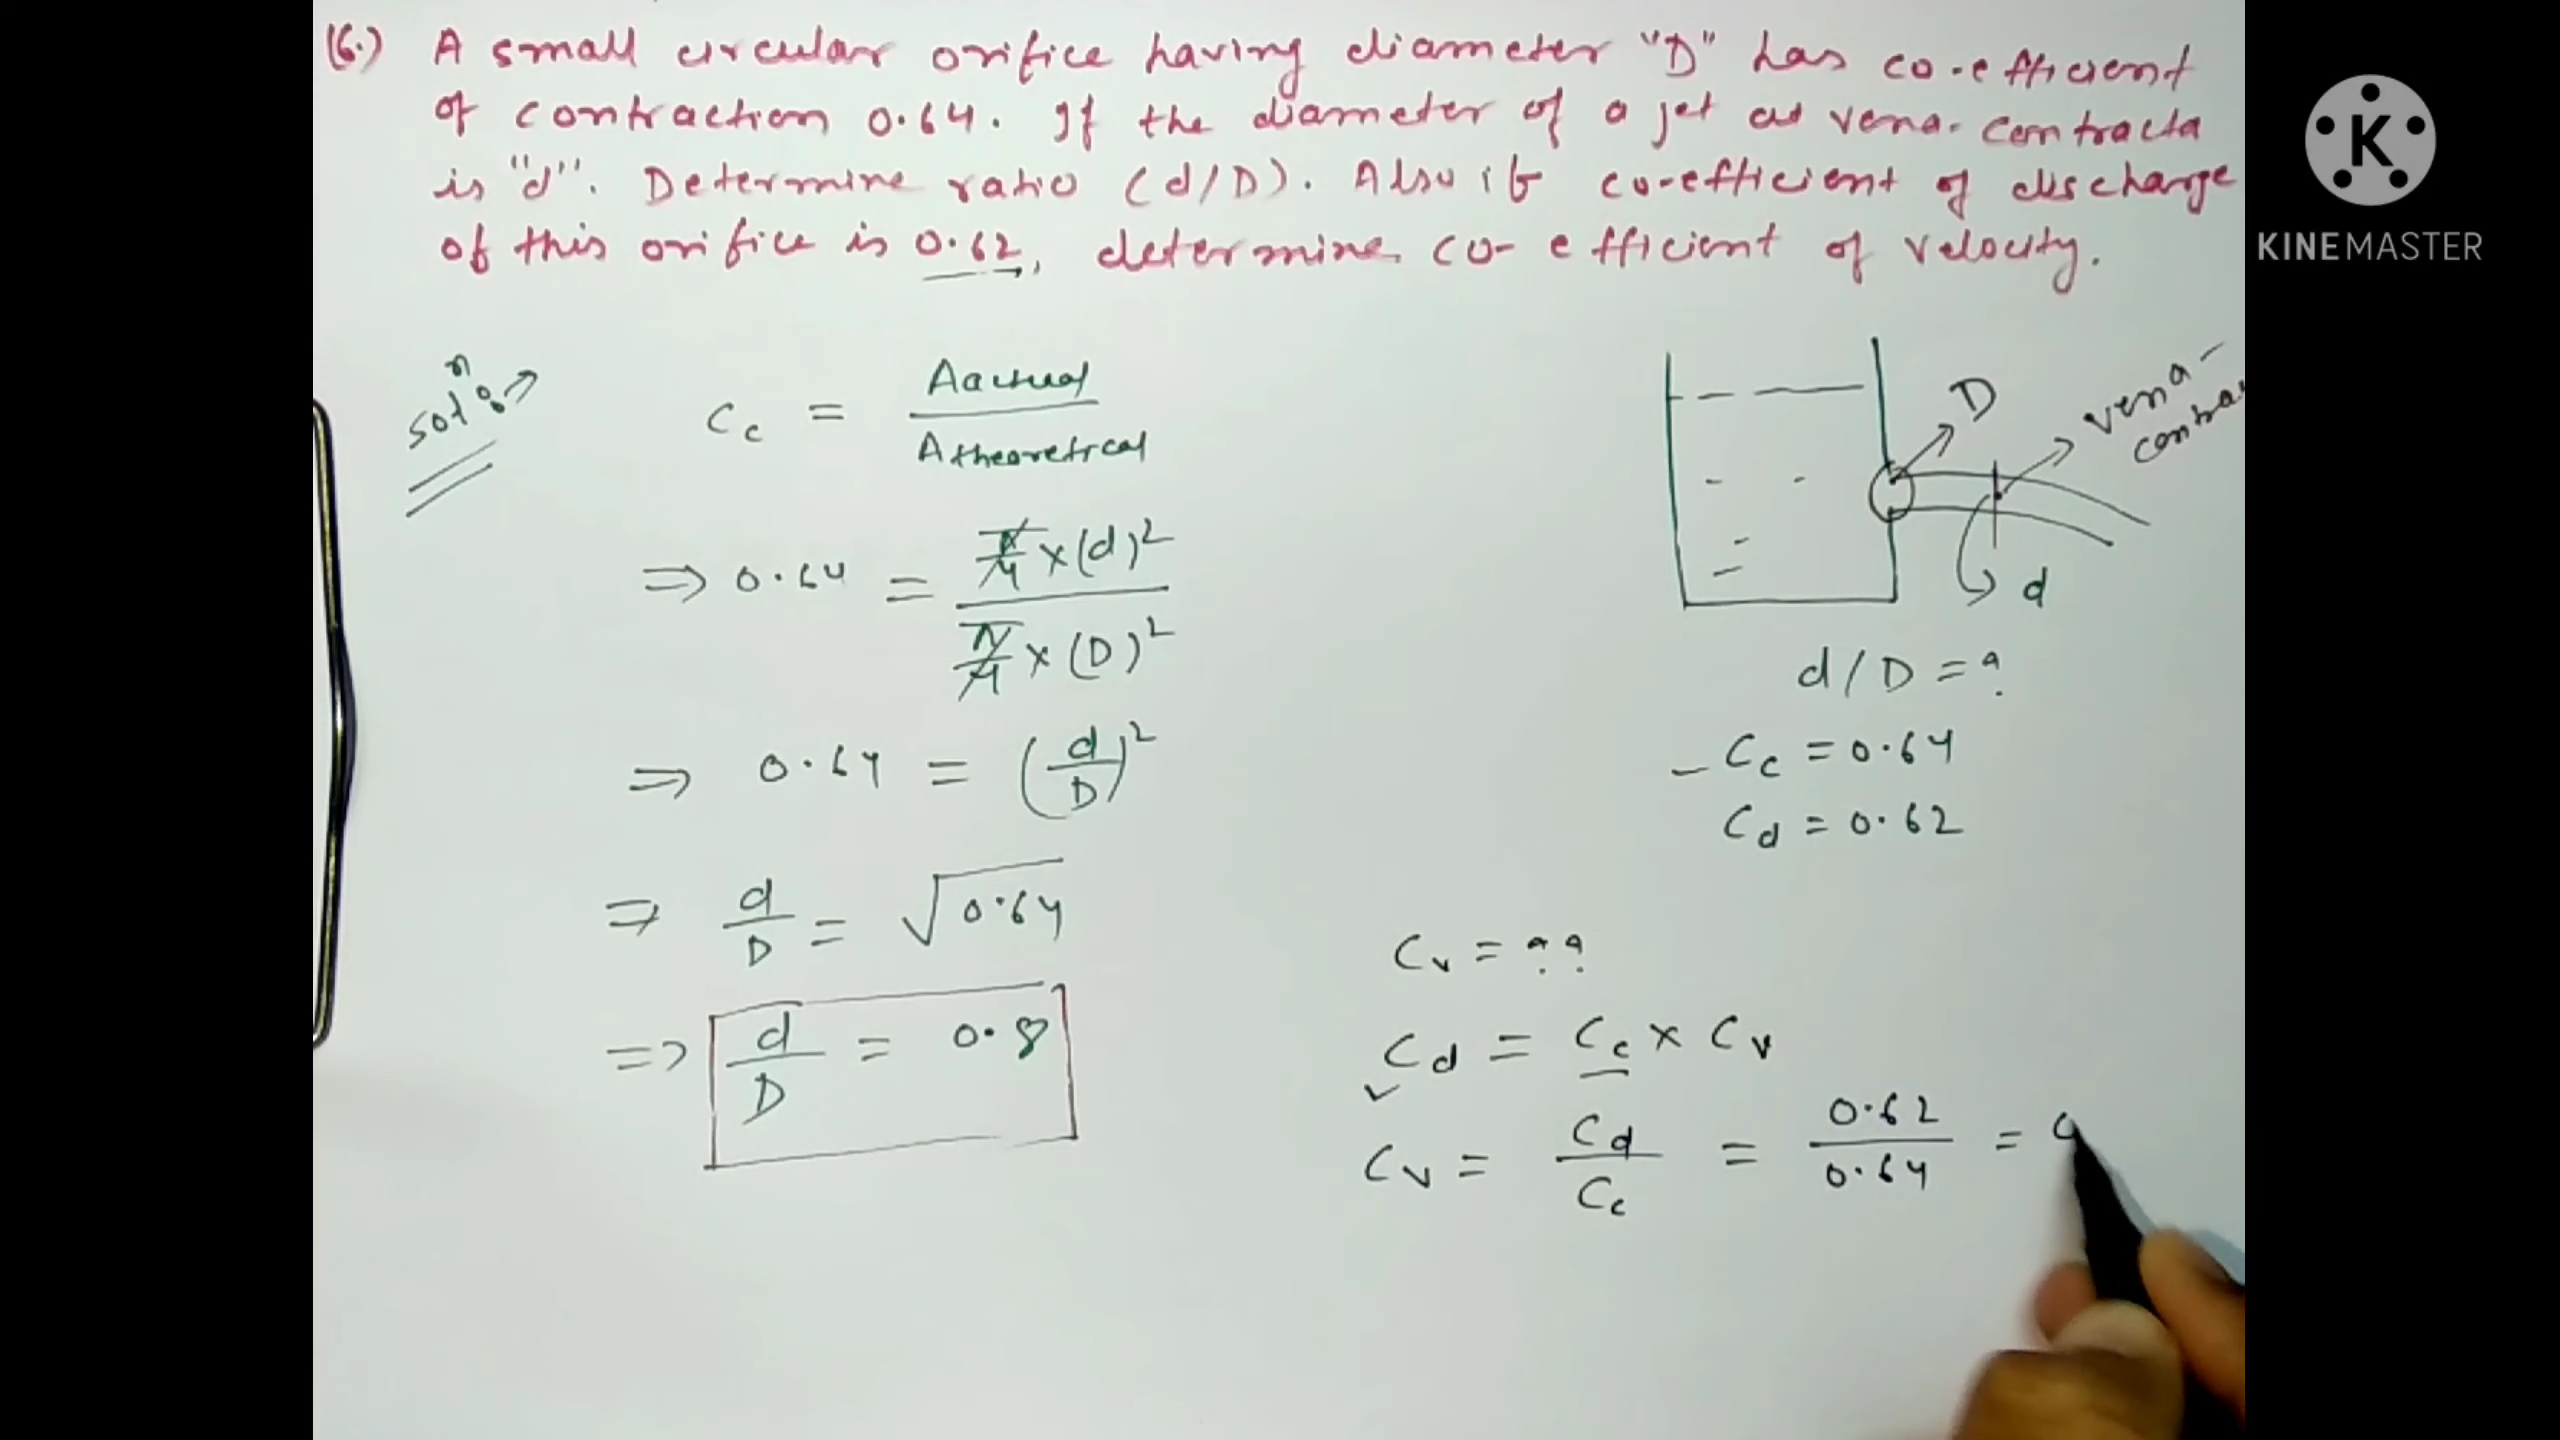 (6.) A small circular orifice having diameter "D" has co-efficient
of contraction 0.64. If the diameter of a jet at vena-contracta
is "d". Determine ratio (d/D). Also if co-efficient of discharge
of this orifice is 0.62, determine co-efficient of velocity.
K
KINEMASTER
solⁿ: →
Cc = Aactual / Atheoretical
⇒ 0.64 = π/4 × (d)² / π/4 × (D)²
⇒ 0.64 = (d/D)²
⇒ d/D = √0.64
⇒ d/D = 0.8
D
vena-
contrac
d
d/D = ?
- Cc = 0.64
Cd = 0.62
Cv = ??
Cd = Cc × Cv
Cv = Cd/Cc = 0.62/0.64 =